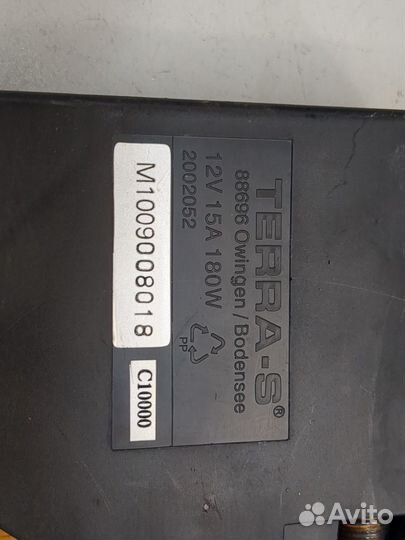 TERRA-S®
88696 Owingen / Bodensee
12V 15A 180W
2002052
PP
M1009008018
C10000
Avito